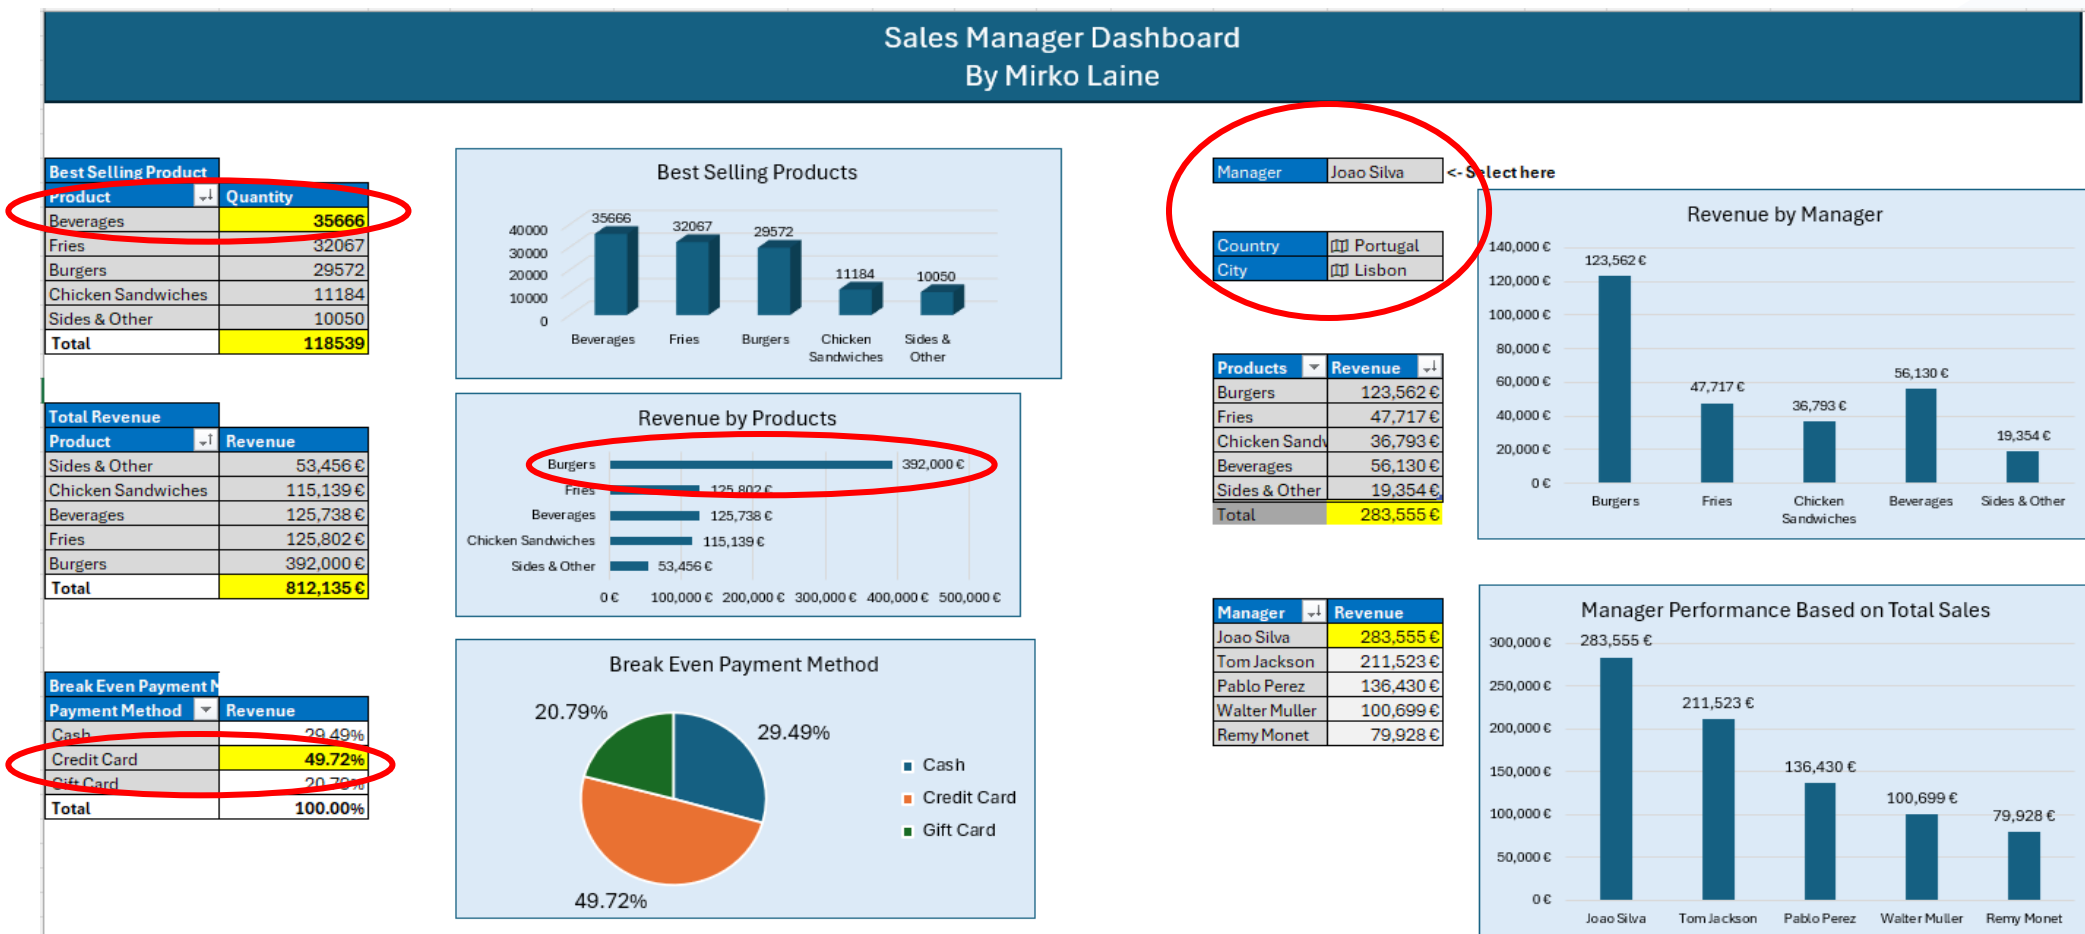 Sales Manager Dashboard
By Mirko Laine
Best Selling Product
Product Quantity
Beverages 35666
Fries 32067
Burgers 29572
Chicken Sandwiches 11184
Sides & Other 10050
Total 118539
Best Selling Products
40000
30000
20000
10000
0
35666
32067
29572
11184
10050
Beverages
Fries
Burgers
Chicken Sandwiches
Sides & Other
Total Revenue
Product Revenue
Sides & Other 53,456 €
Chicken Sandwiches 115,139 €
Beverages 125,738 €
Fries 125,802 €
Burgers 392,000 €
Total 812,135 €
Revenue by Products
Burgers 392,000 €
Fries 125,802 €
Beverages 125,738 €
Chicken Sandwiches 115,139 €
Sides & Other 53,456 €
0 € 100,000 € 200,000 € 300,000 € 400,000 € 500,000 €
Break Even Payment M
Payment Method Revenue
Cash 29.49%
Credit Card 49.72%
Gift Card 20.79%
Total 100.00%
Break Even Payment Method
20.79%
29.49%
49.72%
Cash
Credit Card
Gift Card
Manager Joao Silva <- Select here
Country Portugal
City Lisbon
Products Revenue
Burgers 123,562 €
Fries 47,717 €
Chicken Sandw 36,793 €
Beverages 56,130 €
Sides & Other 19,354 €
Total 283,555 €
Revenue by Manager
140,000 €
120,000 €
100,000 €
80,000 €
60,000 €
40,000 €
20,000 €
0 €
123,562 €
47,717 €
36,793 €
56,130 €
19,354 €
Burgers
Fries
Chicken Sandwiches
Beverages
Sides & Other
Manager Revenue
Joao Silva 283,555 €
Tom Jackson 211,523 €
Pablo Perez 136,430 €
Walter Muller 100,699 €
Remy Monet 79,928 €
Manager Performance Based on Total Sales
300,000 €
250,000 €
200,000 €
150,000 €
100,000 €
50,000 €
0 €
283,555 €
211,523 €
136,430 €
100,699 €
79,928 €
Joao Silva
Tom Jackson
Pablo Perez
Walter Muller
Remy Monet